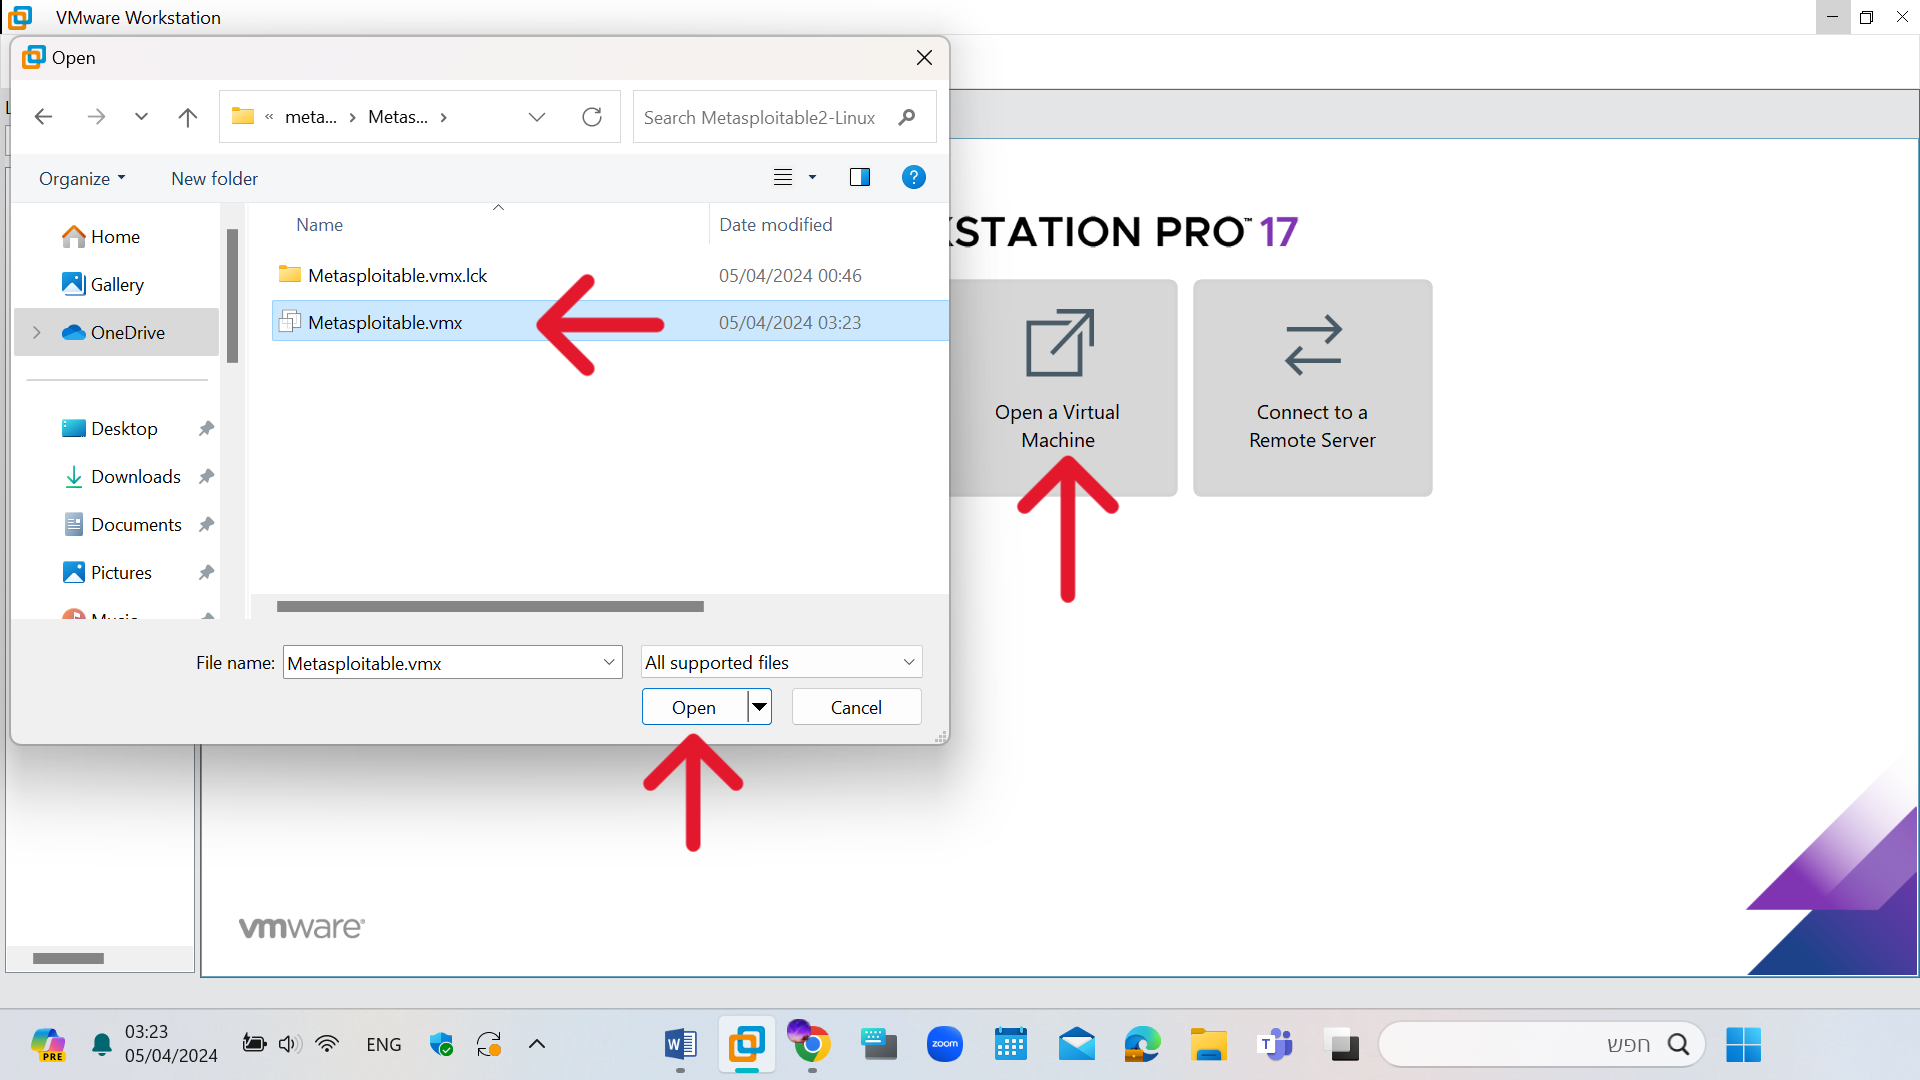 VMware Workstation
Open
« meta... › Metas... ›
Search Metasploitable2-Linux
Organize
New folder
Name
Date modified
Home
Gallery
OneDrive
Desktop
Downloads
Documents
Pictures
Music
Metasploitable.vmx.lck
05/04/2024 00:46
Metasploitable.vmx
05/04/2024 03:23
File name:
Metasploitable.vmx
All supported files
Open
Cancel
KSTATION PRO™ 17
Open a Virtual
Machine
Connect to a
Remote Server
vmware®
PRE
03:23
05/04/2024
ENG
zoom
חפש